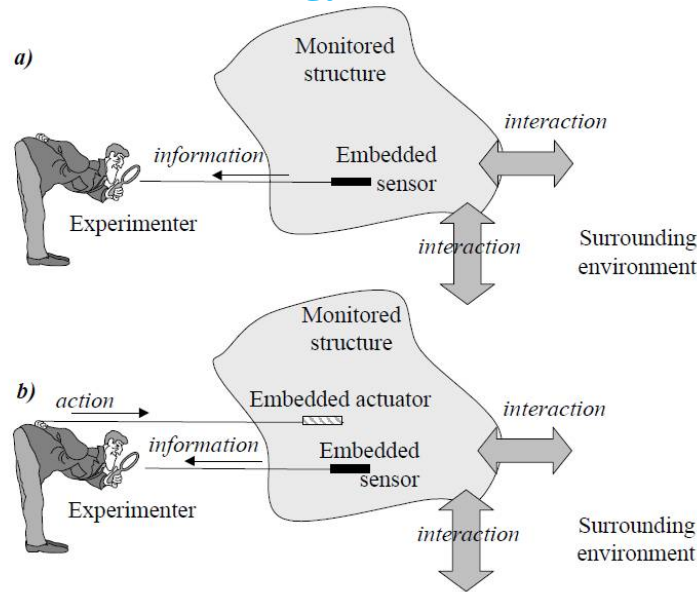 a)
Monitored
structure
interaction
information
Embedded
sensor
Experimenter
interaction
Surrounding
environment
Monitored
structure
b)
action
Embedded actuator
interaction
information
Embedded
sensor
Experimenter
interaction
Surrounding
environment